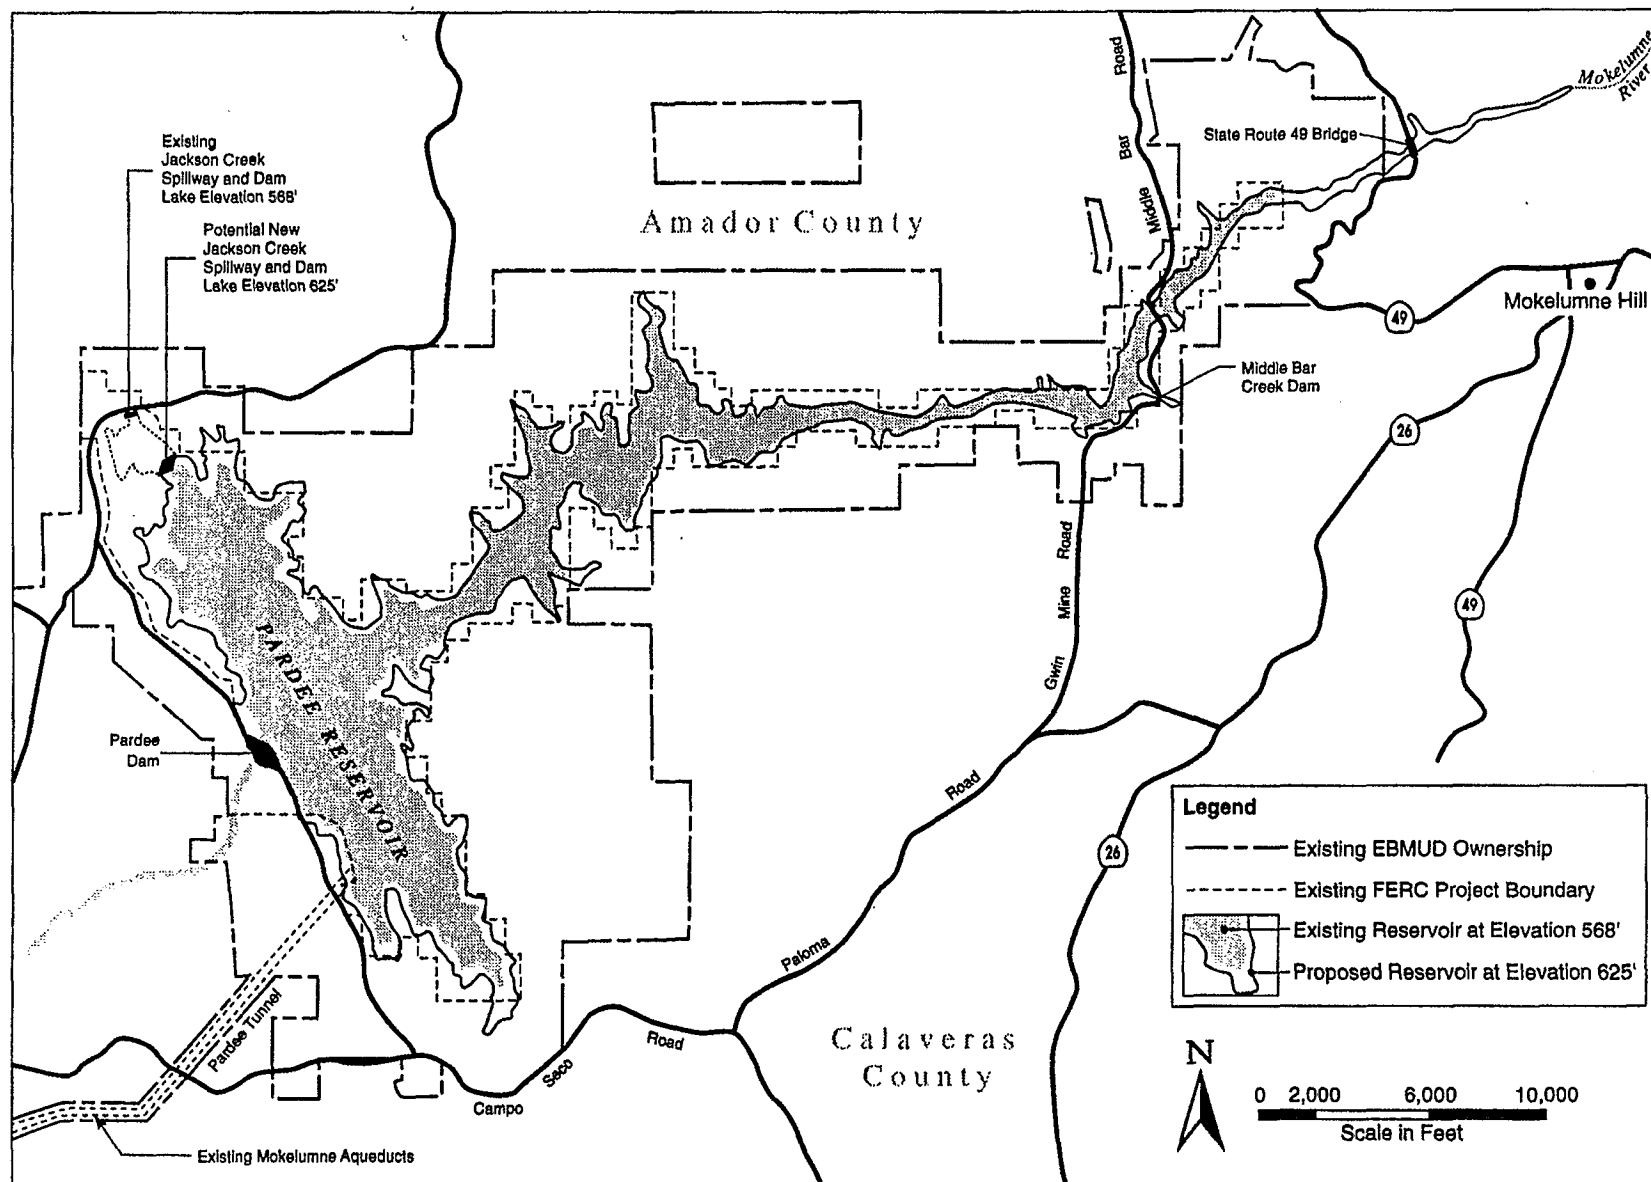 Existing
Jackson Creek
Spillway and Dam
Lake Elevation 568'
Potential New
Jackson Creek
Spillway and Dam
Lake Elevation 625'
Amador County
Road
Bar
Middle
State Route 49 Bridge
Mokelumne
River
Mokelumne Hill
49
Middle Bar
Creek Dam
26
49
Road
Mine
Gwin
PARDEE RESERVOIR
Pardee
Dam
Road
Paloma
26
Legend
Existing EBMUD Ownership
Existing FERC Project Boundary
Existing Reservoir at Elevation 568'
Proposed Reservoir at Elevation 625'
Pardee Tunnel
Road
Seco
Campo
Calaveras
County
N
0 2,000 6,000 10,000
Scale in Feet
Existing Mokelumne Aqueducts